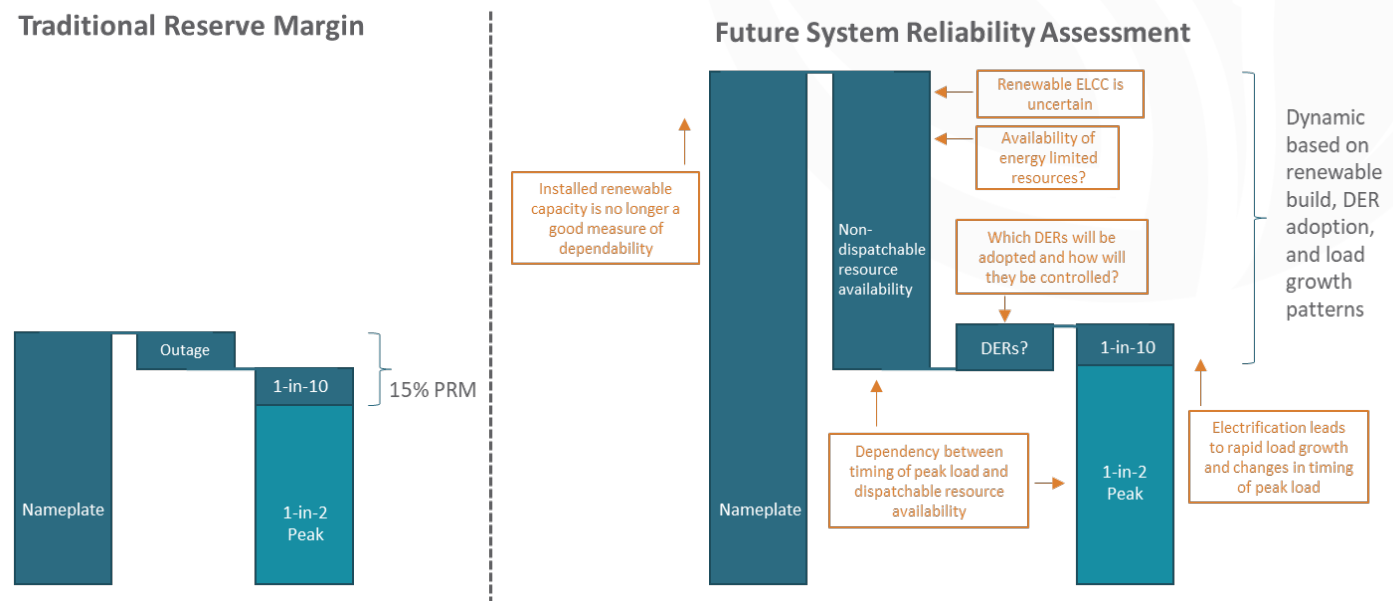 Traditional Reserve Margin
Nameplate
Outage
1-in-10
1-in-2
Peak
15% PRM
Future System Reliability Assessment
Installed renewable
capacity is no longer a
good measure of
dependability
Nameplate
Non-
dispatchable
resource
availability
Renewable ELCC is
uncertain
Availability of
energy limited
resources?
Which DERs will be
adopted and how will
they be controlled?
DERs?
1-in-10
1-in-2
Peak
Dependency between
timing of peak load and
dispatchable resource
availability
Electrification leads
to rapid load growth
and changes in timing
of peak load
Dynamic
based on
renewable
build, DER
adoption,
and load
growth
patterns